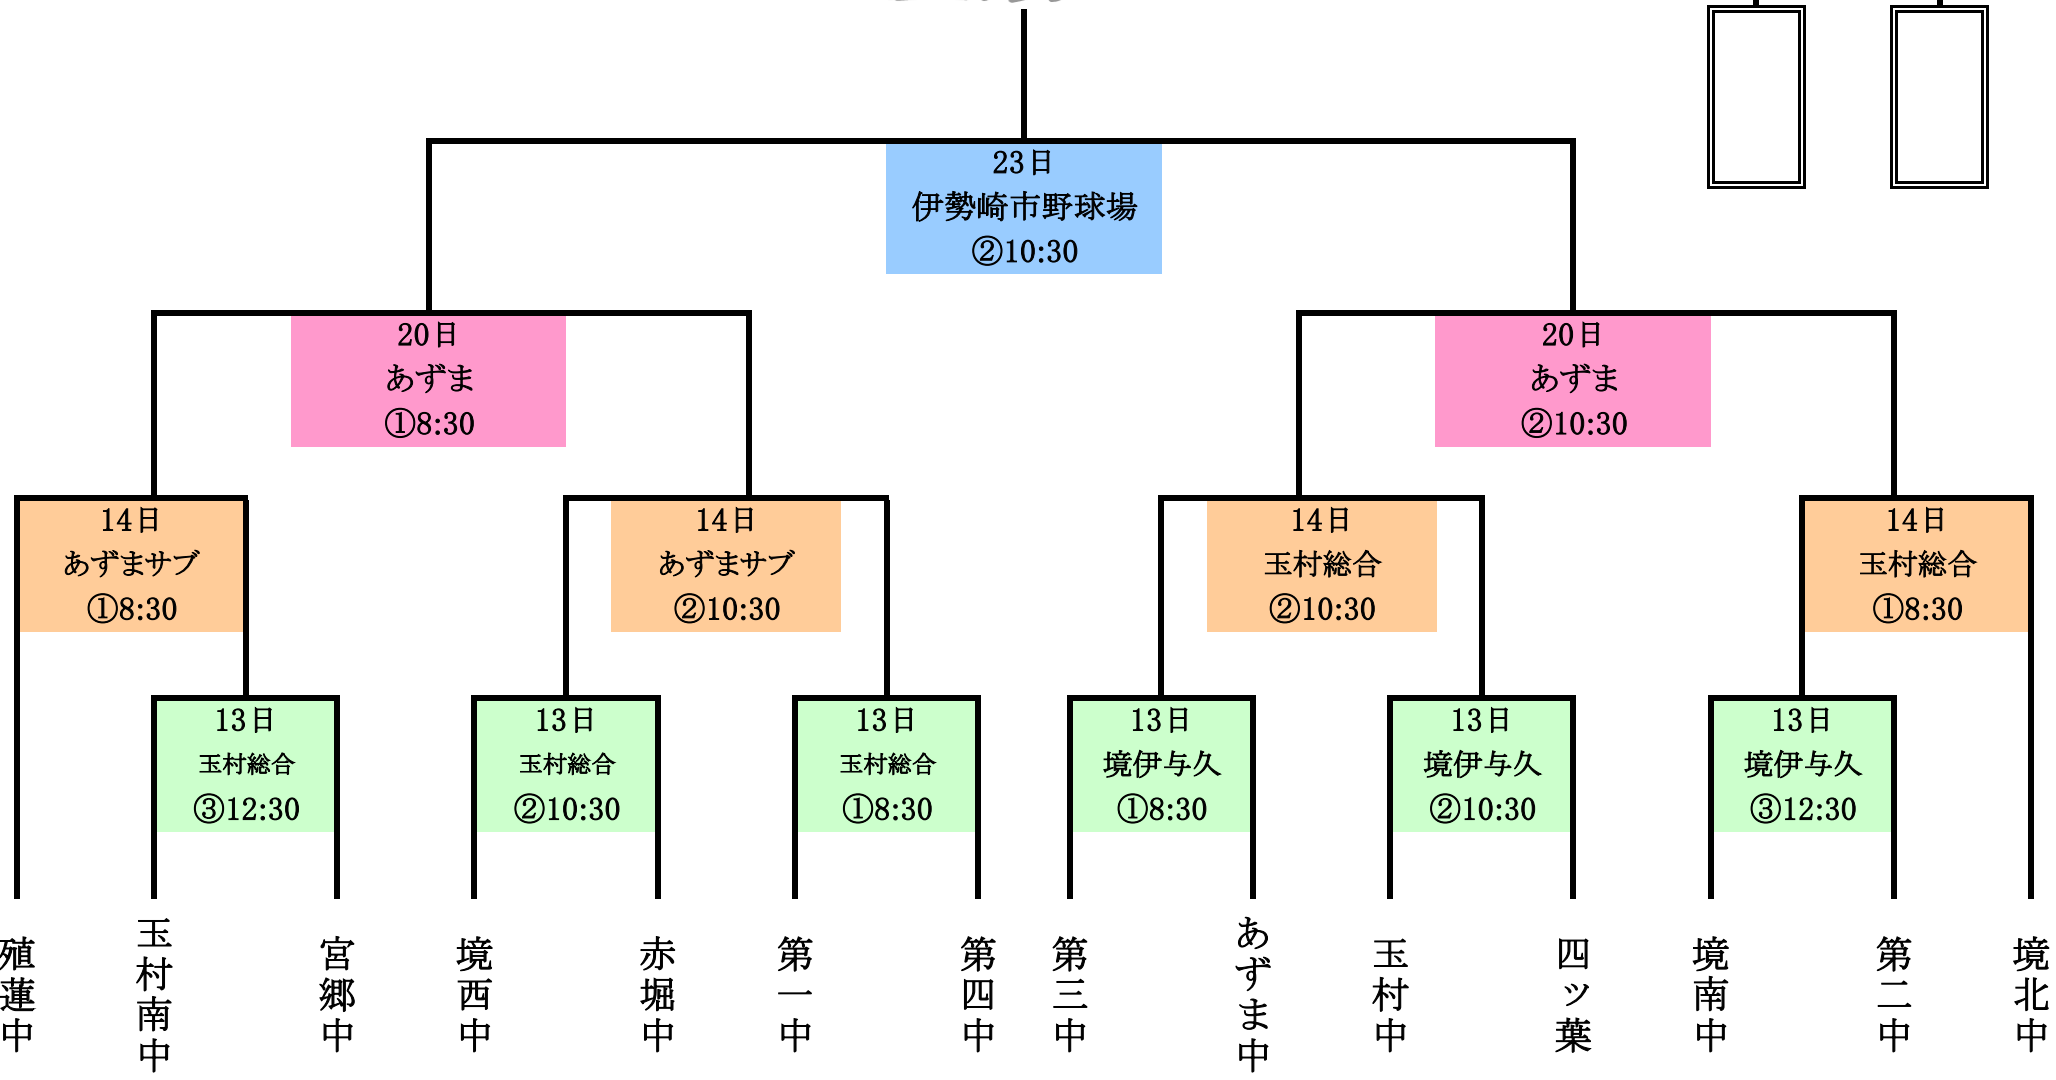 23日
伊勢崎市野球場
②10:30
20日
あずま
①8:30
20日
あずま
②10:30
14日
あずまサブ
①8:30
14日
あずまサブ
②10:30
14日
玉村総合
②10:30
14日
玉村総合
①8:30
13日
玉村総合
③12:30
13日
玉村総合
②10:30
13日
玉村総合
①8:30
13日
境伊与久
①8:30
13日
境伊与久
②10:30
13日
境伊与久
③12:30
殖蓮中
玉村南中
宮郷中
境西中
赤堀中
第一中
第四中
第三中
あずま中
玉村中
四ッ葉
境南中
第二中
境北中